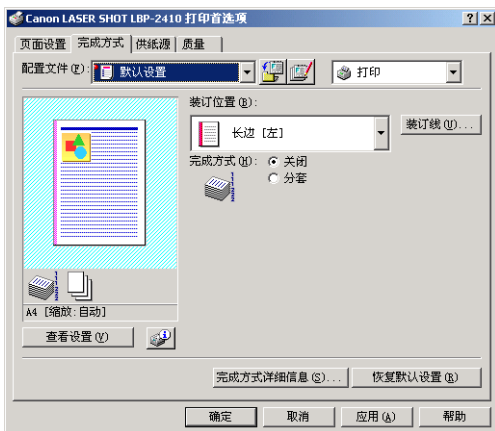 Canon LASER SHOT LBP-2410 打印首选项
页面设置 完成方式 供纸源 质量
配置文件(F): 默认设置 打印
装订位置(B):
长边 [左] 装订线(U)...
完成方式(H): 关闭
分套
A4 [缩放:自动]
查看设置(V)
完成方式详细信息(S)... 恢复默认设置(R)
确定 取消 应用(A) 帮助